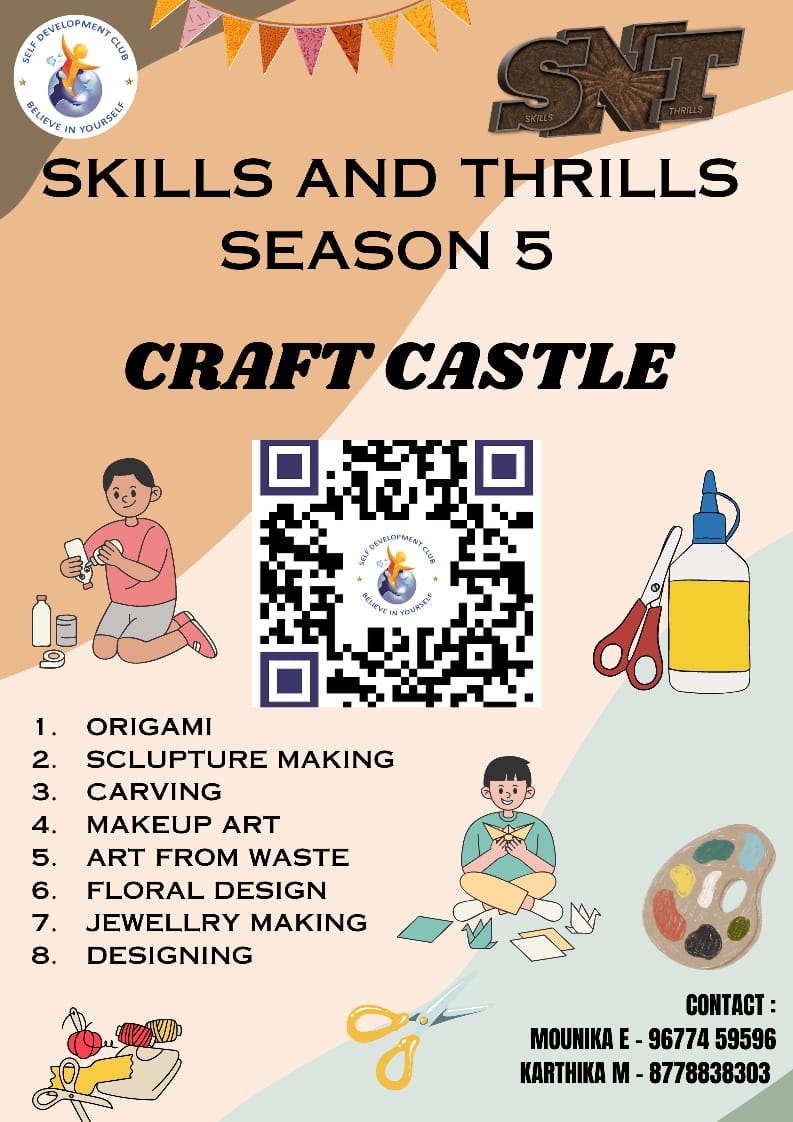 SELF DEVELOPMENT CLUB
BELIEVE IN YOURSELF
SNT
SKILLS
THRILLS
SKILLS AND THRILLS
SEASON 5
CRAFT CASTLE
SELF DEVELOPMENT CLUB
BELIEVE IN YOURSELF
1. ORIGAMI
2. SCLUPTURE MAKING
3. CARVING
4. MAKEUP ART
5. ART FROM WASTE
6. FLORAL DESIGN
7. JEWELLRY MAKING
8. DESIGNING
CONTACT :
MOUNIKA E - 96774 59596
KARTHIKA M - 8778838303